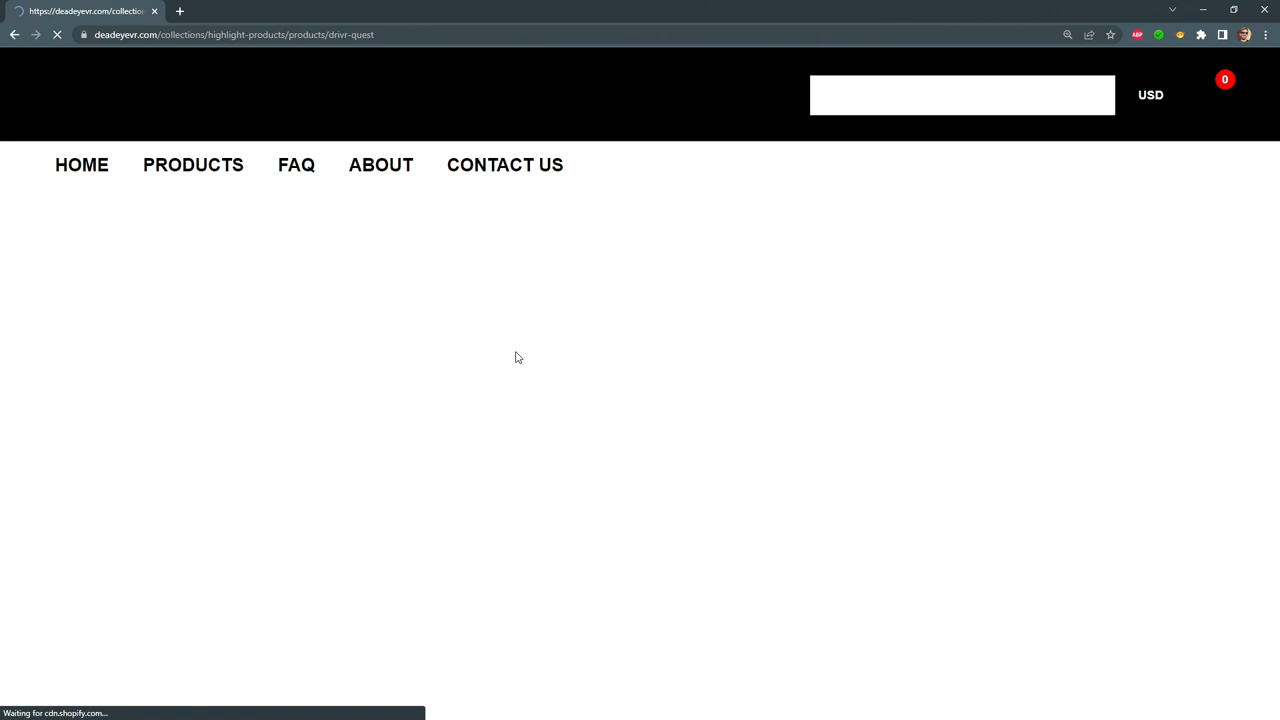 https://deadeyevr.com/collectio
deadeyevr.com/collections/highlight-products/products/drivr-quest
ABP
USD
0
HOME PRODUCTS FAQ ABOUT CONTACT US
Waiting for cdn.shopify.com...